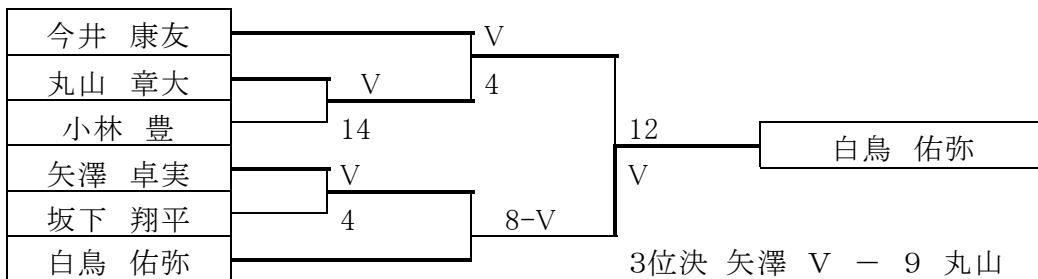 今井 康友
V
丸山 章大
V
4
小林 豊
14
12
白鳥 佑弥
矢澤 卓実
V
V
坂下 翔平
4
8-V
白鳥 佑弥
3位決 矢澤 V － 9 丸山